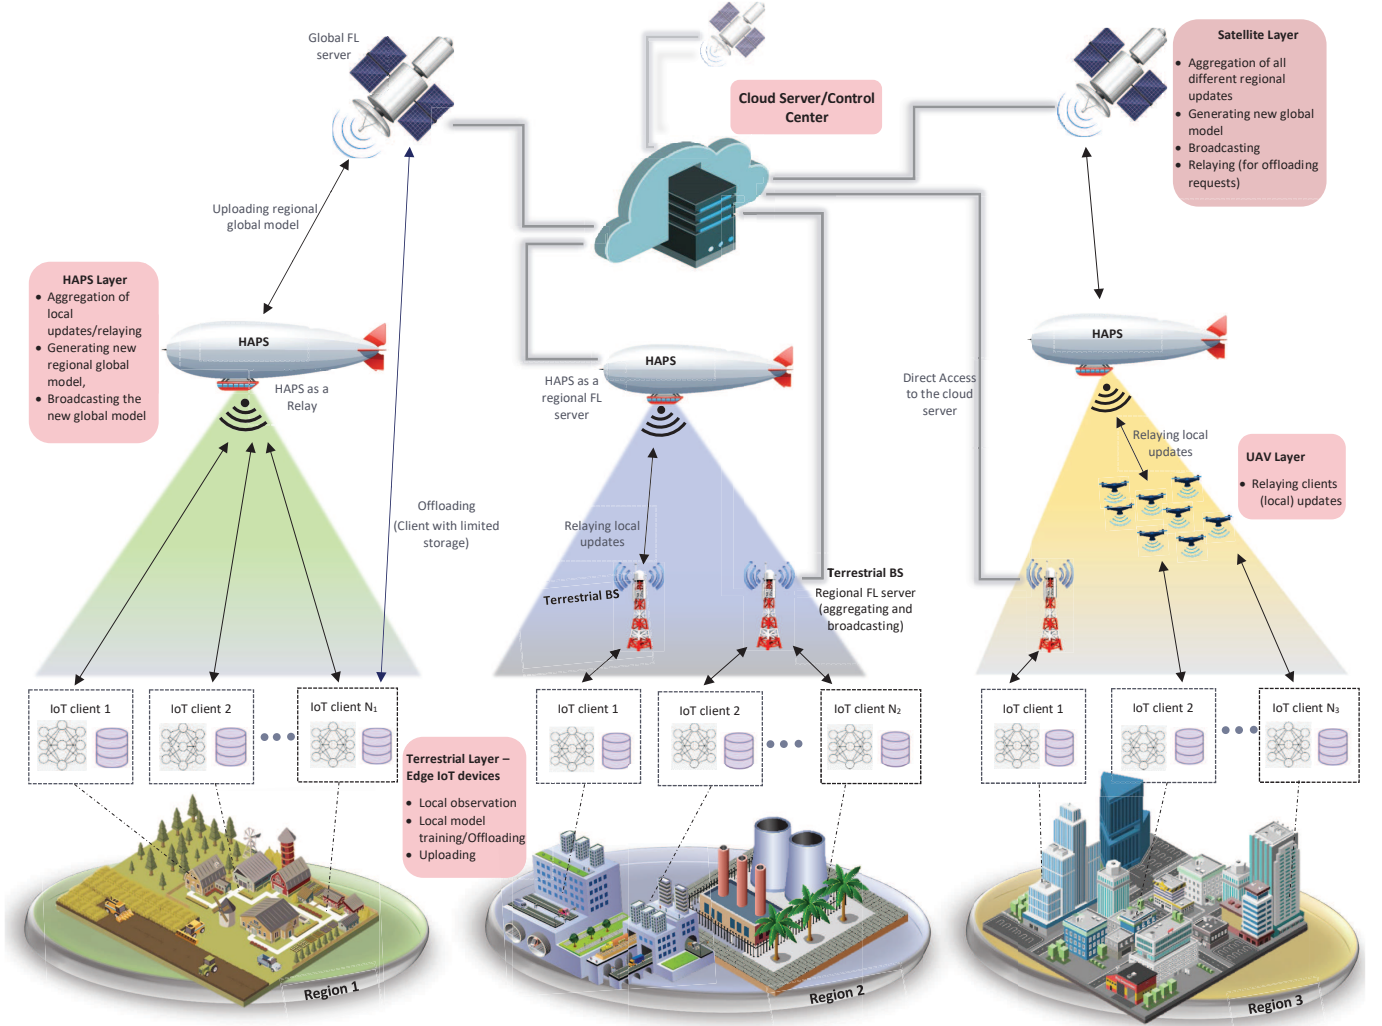 Global FL
server
Cloud Server/Control
Center
Satellite Layer
• Aggregation of all
different regional
updates
• Generating new global
model
• Broadcasting
• Relaying (for offloading
requests)
Uploading regional
global model
HAPS Layer
• Aggregation of
local
updates/relaying
• Generating new
regional global
model,
• Broadcasting the
new global model
HAPS
HAPS as a
Relay
HAPS
HAPS as a
regional FL
server
HAPS
Direct Access
to the cloud
server
Relaying local
updates
UAV Layer
• Relaying clients
(local) updates
Offloading
(Client with limited
storage)
Relaying local
updates
Terrestrial BS
Terrestrial BS
Regional FL server
(aggregating and
broadcasting)
IoT client 1
IoT client 2
IoT client N₁
IoT client 1
IoT client 2
IoT client N₂
IoT client 1
IoT client 2
IoT client N₃
Terrestrial Layer –
Edge IoT devices
• Local observation
• Local model
training/Offloading
• Uploading
Region 1
Region 2
Region 3